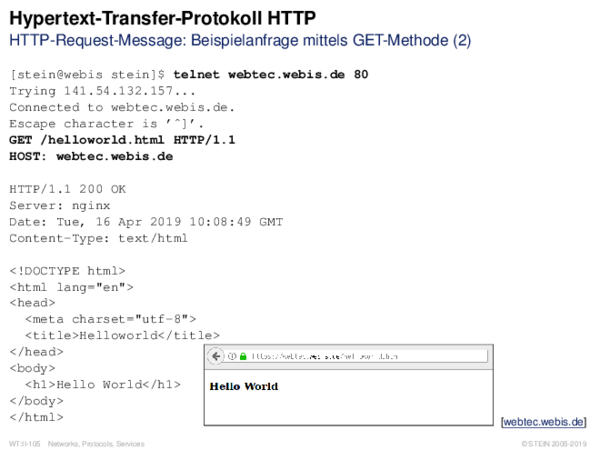 Hypertext-Transfer-Protokoll HTTP
HTTP-Request-Message: Beispielanfrage mittels GET-Methode (2)
[stein@webis stein]$ telnet webtec.webis.de 80
Trying 141.54.132.157...
Connected to webtec.webis.de.
Escape character is ’^]’.
GET /helloworld.html HTTP/1.1
HOST: webtec.webis.de
HTTP/1.1 200 OK
Server: nginx
Date: Tue, 16 Apr 2019 10:08:49 GMT
Content-Type: text/html
<!DOCTYPE html>
<html lang="en">
<head>
<meta charset="utf-8">
<title>Helloworld</title>
</head>
<body>
<h1>Hello World</h1>
</body>
</html>
https://webtec.webis.de/helloworld.html
Hello World
[webtec.webis.de]
WT:II-105 Networks, Protocols, Services
© STEIN 2005-2019